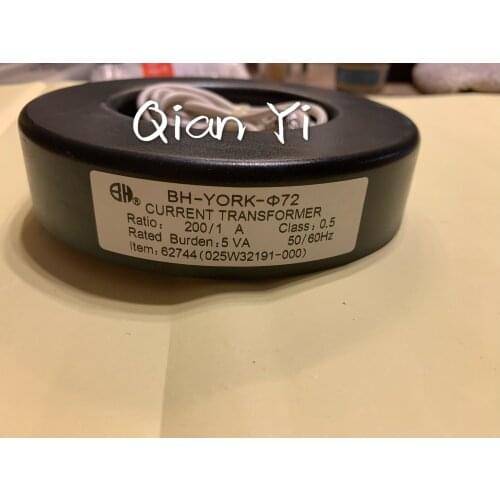 Qian Yi
BH®
BH-YORK-Φ72
CURRENT TRANSFORMER
Ratio: 200/1 A Class: 0.5
Rated Burden:5 VA 50/60Hz
Item: 62744(025W32191-000)